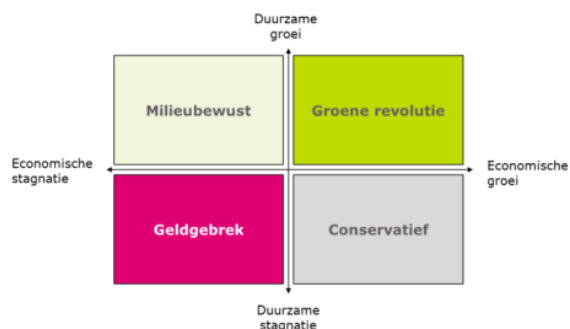 Duurzame
groei
Milieubewust
Groene revolutie
Economische
stagnatie
Economische
groei
Geldgebrek
Conservatief
Duurzame
stagnatie